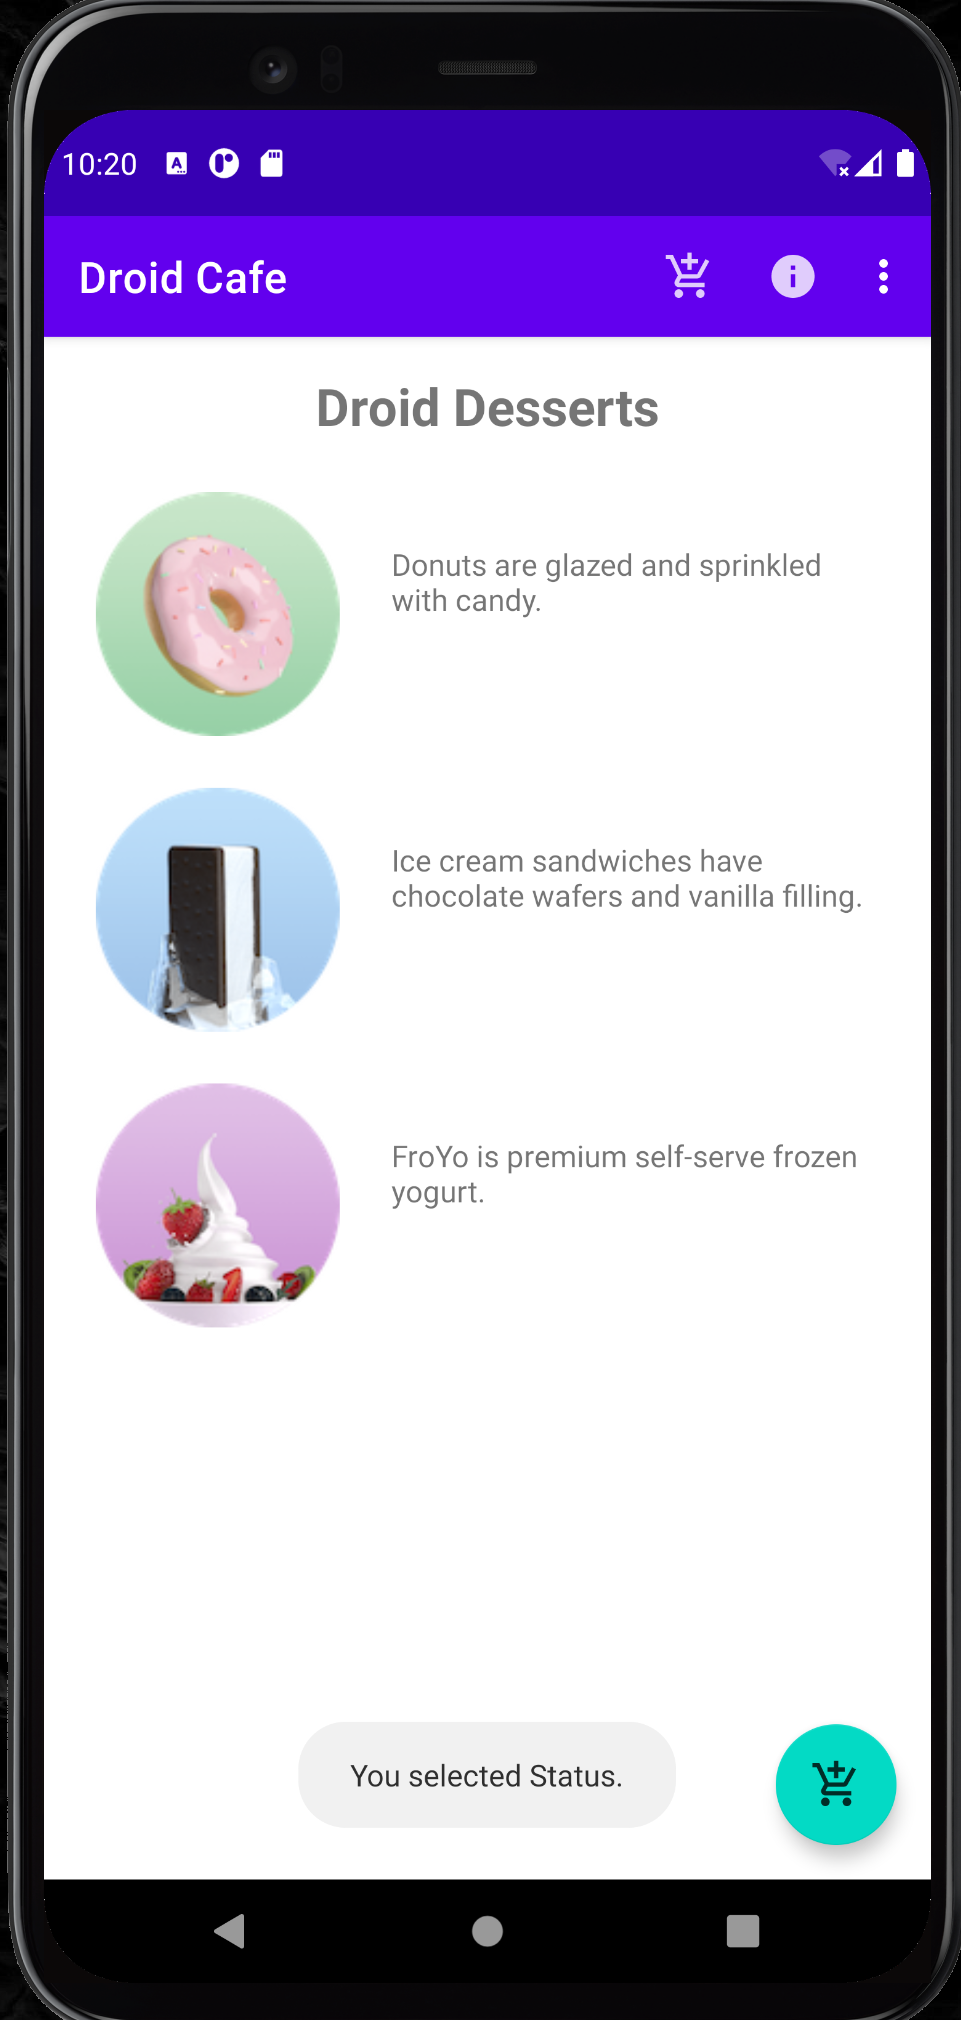 10:20
Droid Cafe
Droid Desserts
Donuts are glazed and sprinkled
with candy.
Ice cream sandwiches have
chocolate wafers and vanilla filling.
FroYo is premium self-serve frozen
yogurt.
You selected Status.